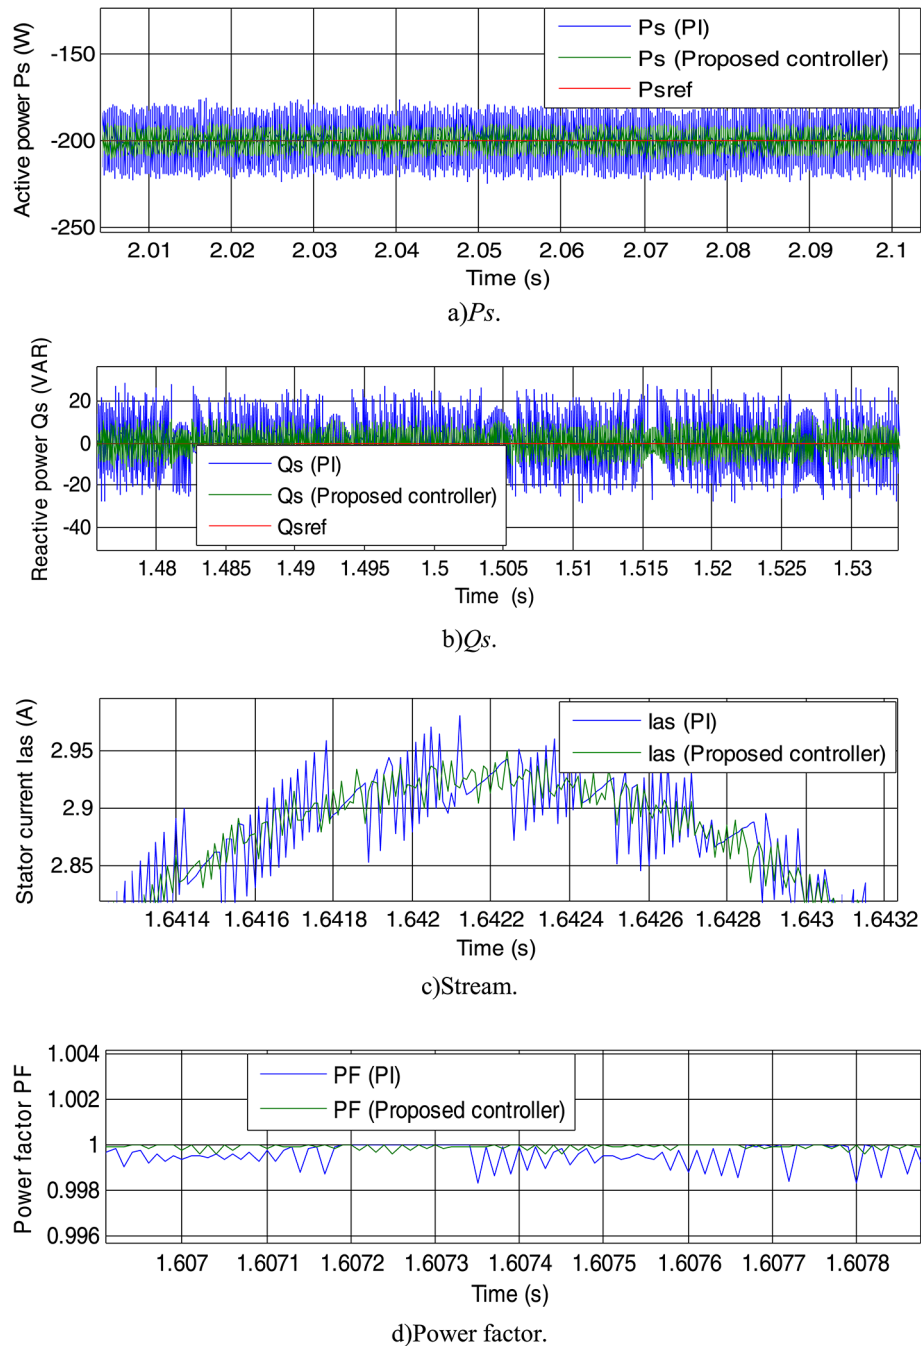 Active power Ps (W)
-150
-200
-250
Ps (PI)
Ps (Proposed controller)
Psref
2.01 2.02 2.03 2.04 2.05 2.06 2.07 2.08 2.09 2.1
Time (s)
a)Ps.
Reactive power Qs (VAR)
20
0
-20
-40
Qs (PI)
Qs (Proposed controller)
Qsref
1.48 1.485 1.49 1.495 1.5 1.505 1.51 1.515 1.52 1.525 1.53
Time (s)
b)Qs.
Stator current Ias (A)
2.95
2.9
2.85
Ias (PI)
Ias (Proposed controller)
1.6414 1.6416 1.6418 1.642 1.6422 1.6424 1.6426 1.6428 1.643 1.6432
Time (s)
c)Stream.
Power factor PF
1.004
1.002
1
0.998
0.996
PF (PI)
PF (Proposed controller)
1.607 1.6071 1.6072 1.6073 1.6074 1.6075 1.6076 1.6077 1.6078
Time (s)
d)Power factor.